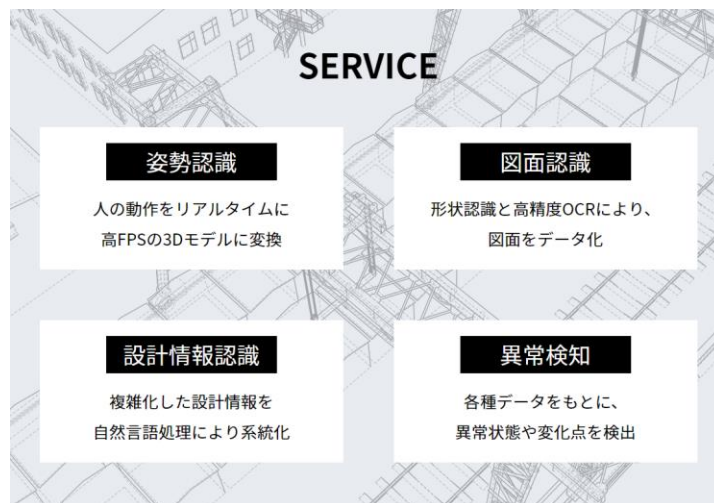 SERVICE
姿勢認識
人の動作をリアルタイムに
高FPSの3Dモデルに変換
図面認識
形状認識と高精度OCRにより、
図面をデータ化
設計情報認識
複雑化した設計情報を
自然言語処理により系統化
異常検知
各種データをもとに、
異常状態や変化点を検出